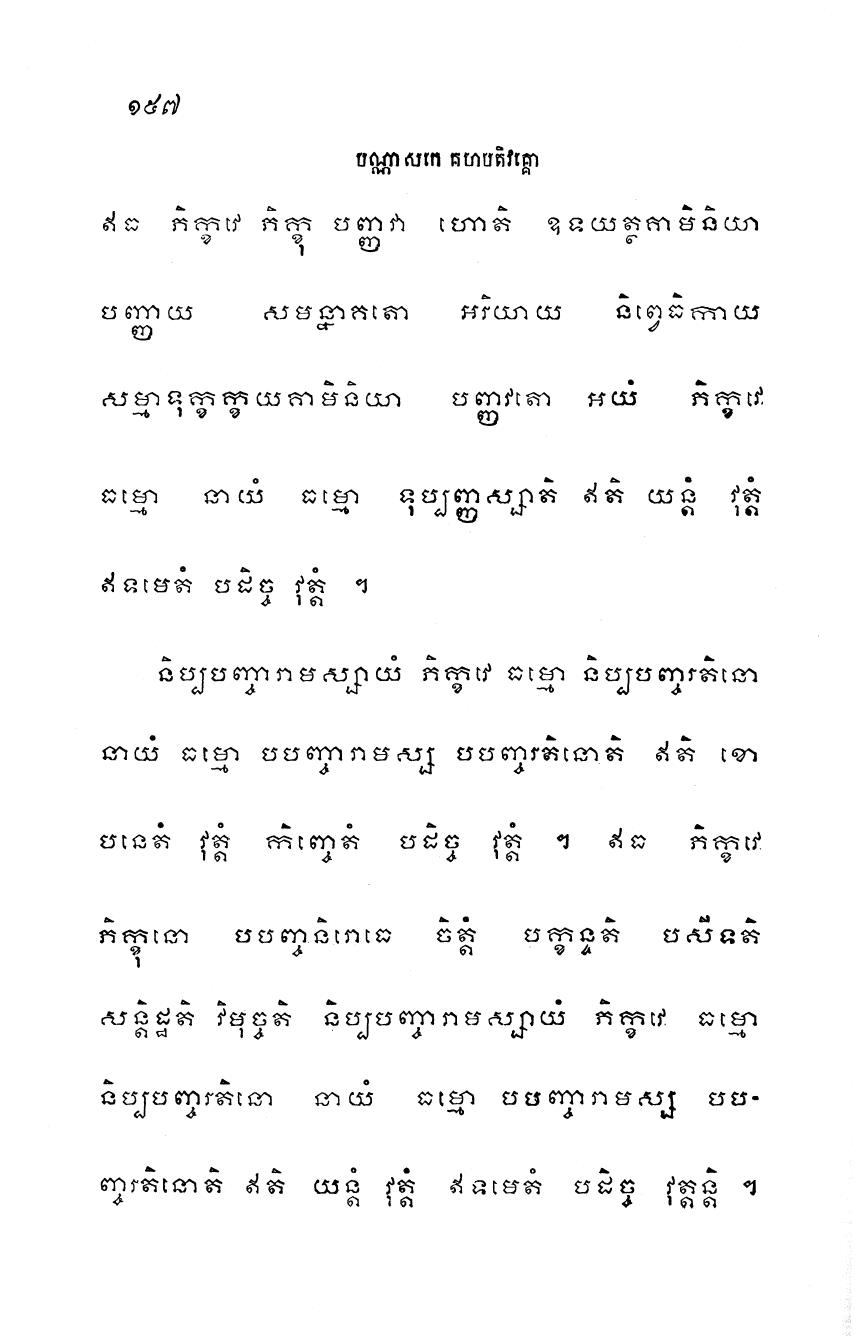 ១៥៧
បណ្ណាសកេ គហបតិវគ្គោ
ឥធ ភិក្ខវេ ភិក្ខុ បញ្ញវា ហោតិ ឧទយត្ថគាមិនិយា
បញ្ញាយ សមន្នាគតោ អរិយាយ និព្វេធិកាយ
សម្មាទុក្ខក្ខយគាមិនិយា បញ្ញវតោ អយំ ភិក្ខវេ
ធម្មោ នាយំ ធម្មោ ទុប្បញ្ញស្សាតិ ឥតិ យន្តំ វុត្តំ
ឥទមេតំ បដិច្ច វុត្តំ ។
និប្បបញ្ចារាមស្សាយំ ភិក្ខវេ ធម្មោ និប្បបញ្ចរតិនោ
នាយំ ធម្មោ បបញ្ចារាមស្ស បបញ្ចរតិនោតិ ឥតិ ខោ
បនេតំ វុត្តំ កិញ្ចេតំ បដិច្ច វុត្តំ ។ ឥធ ភិក្ខវេ
ភិក្ខុនោ បបញ្ចនិរោធេ ចិត្តំ បក្ខន្ទតិ បសីទតិ
សន្តិដ្ឋតិ វិមុច្ចតិ និប្បបញ្ចារាមស្សាយំ ភិក្ខវេ ធម្មោ
និប្បបញ្ចរតិនោ នាយំ ធម្មោ បបញ្ចារាមស្ស បប-
ញ្ចរតិនោតិ ឥតិ យន្តំ វុត្តំ ឥទមេតំ បដិច្ច វុត្តន្តិ ។